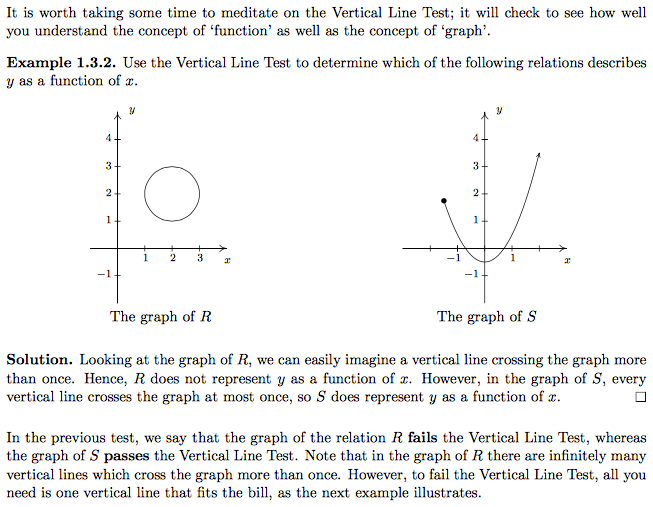 It is worth taking some time to meditate on the Vertical Line Test; it will check to see how well
you understand the concept of ‘function’ as well as the concept of ‘graph’.
Example 1.3.2. Use the Vertical Line Test to determine which of the following relations describes
y as a function of x.
y
4
3
2
1
1 2 3 x
−1
The graph of R
y
4
3
2
1
−1 1 x
−1
The graph of S
Solution. Looking at the graph of R, we can easily imagine a vertical line crossing the graph more
than once. Hence, R does not represent y as a function of x. However, in the graph of S, every
vertical line crosses the graph at most once, so S does represent y as a function of x. □
In the previous test, we say that the graph of the relation R fails the Vertical Line Test, whereas
the graph of S passes the Vertical Line Test. Note that in the graph of R there are infinitely many
vertical lines which cross the graph more than once. However, to fail the Vertical Line Test, all you
need is one vertical line that fits the bill, as the next example illustrates.